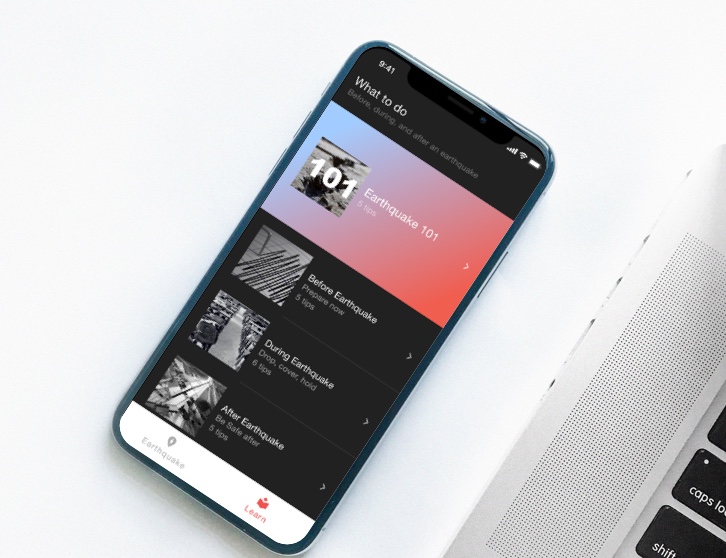 9:41
What to do
Before, during, and after an earthquake
101
Earthquake 101
5 tips
Before Earthquake
Prepare now
5 tips
During Earthquake
Drop, cover, hold
6 tips
After Earthquake
Be Safe after
5 tips
Earthquake
Learn
caps lo
shift